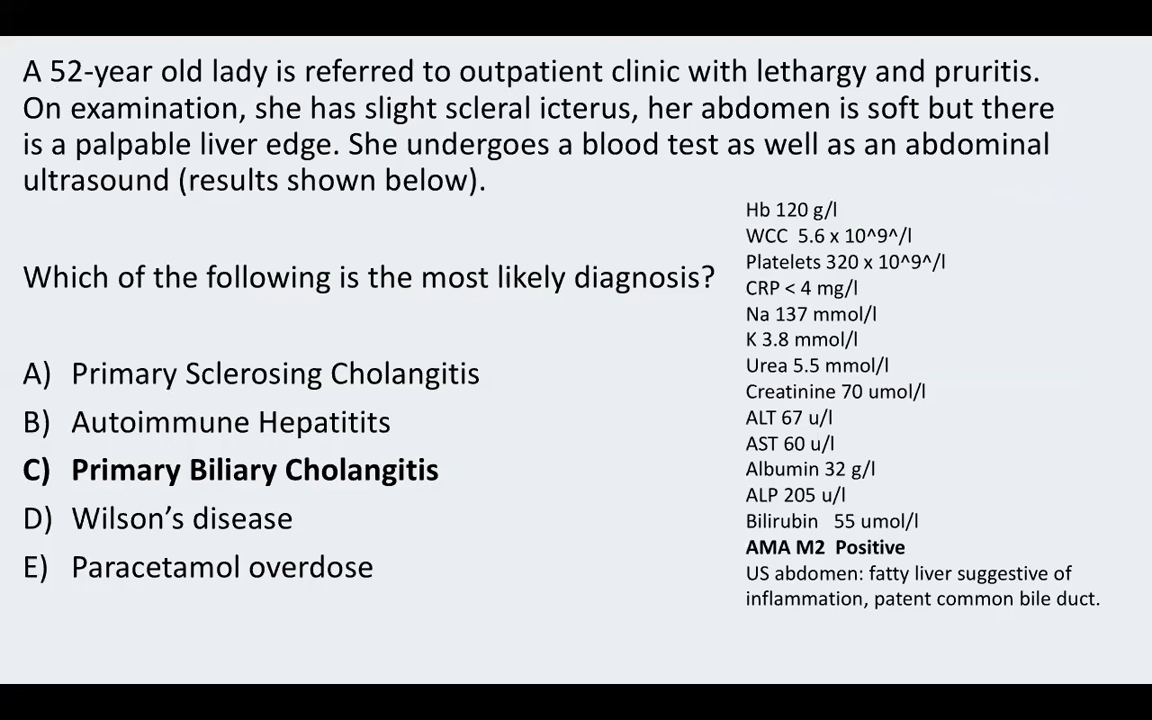 A 52-year old lady is referred to outpatient clinic with lethargy and pruritis.
On examination, she has slight scleral icterus, her abdomen is soft but there
is a palpable liver edge. She undergoes a blood test as well as an abdominal
ultrasound (results shown below).
Which of the following is the most likely diagnosis?
A) Primary Sclerosing Cholangitis
B) Autoimmune Hepatitits
C) Primary Biliary Cholangitis
D) Wilson's disease
E) Paracetamol overdose
Hb 120 g/l
WCC 5.6 x 10^9^/l
Platelets 320 x 10^9^/l
CRP < 4 mg/l
Na 137 mmol/l
K 3.8 mmol/l
Urea 5.5 mmol/l
Creatinine 70 umol/l
ALT 67 u/l
AST 60 u/l
Albumin 32 g/l
ALP 205 u/l
Bilirubin 55 umol/l
AMA M2 Positive
US abdomen: fatty liver suggestive of
inflammation, patent common bile duct.